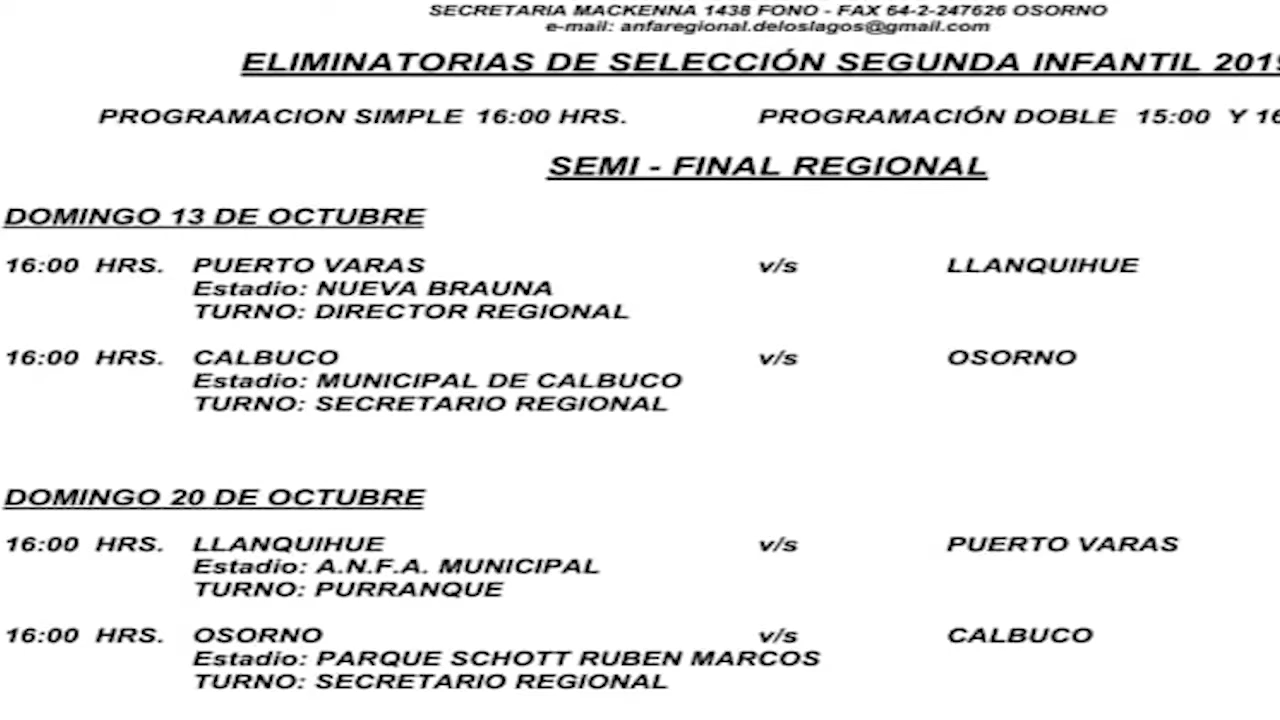 SECRETARIA MACKENNA 1438 FONO - FAX 64-2-247626 OSORNO
e-mail: anfaregional.deloslagos@gmail.com
ELIMINATORIAS DE SELECCIÓN SEGUNDA INFANTIL 2019
PROGRAMACION SIMPLE 16:00 HRS. PROGRAMACIÓN DOBLE 15:00 Y 16
SEMI - FINAL REGIONAL
DOMINGO 13 DE OCTUBRE
16:00 HRS. PUERTO VARAS v/s LLANQUIHUE
Estadio: NUEVA BRAUNA
TURNO: DIRECTOR REGIONAL
16:00 HRS. CALBUCO v/s OSORNO
Estadio: MUNICIPAL DE CALBUCO
TURNO: SECRETARIO REGIONAL
DOMINGO 20 DE OCTUBRE
16:00 HRS. LLANQUIHUE v/s PUERTO VARAS
Estadio: A.N.F.A. MUNICIPAL
TURNO: PURRANQUE
16:00 HRS. OSORNO v/s CALBUCO
Estadio: PARQUE SCHOTT RUBEN MARCOS
TURNO: SECRETARIO REGIONAL